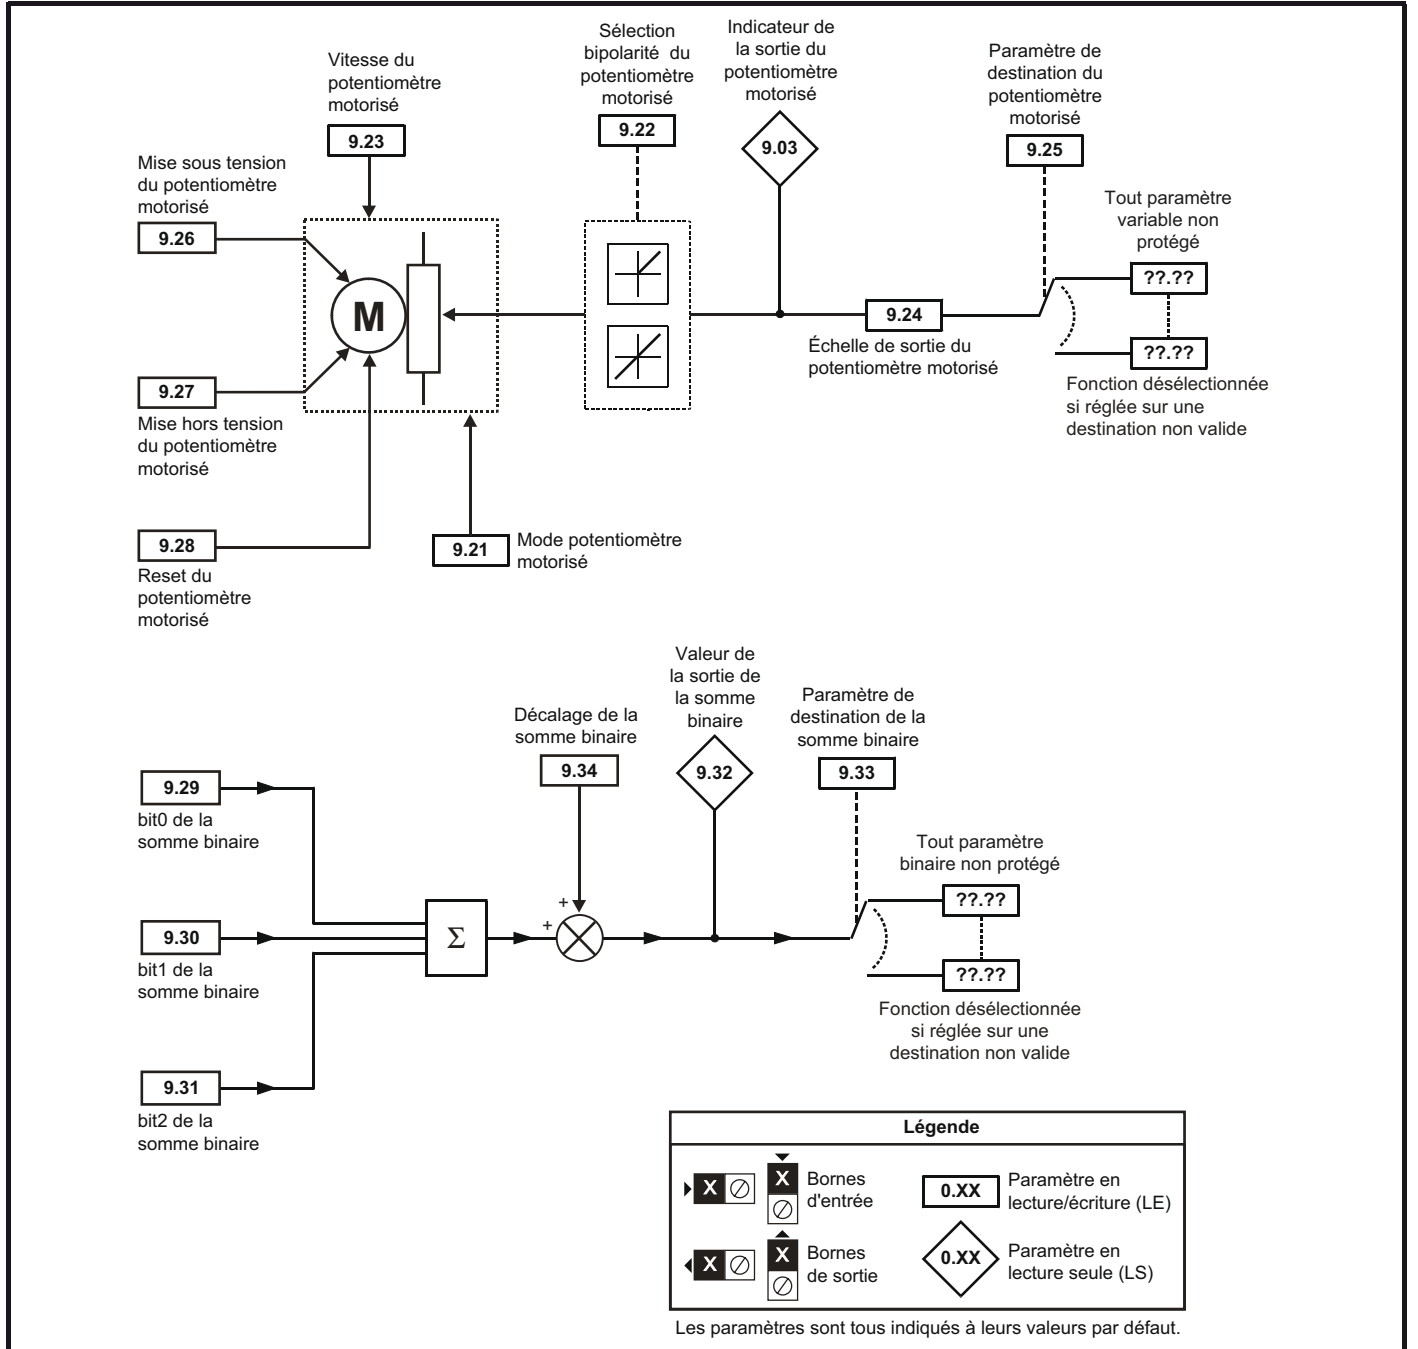 Vitesse du
potentiomètre
motorisé
9.23
Sélection
bipolarité du
potentiomètre
motorisé
9.22
Indicateur de
la sortie du
potentiomètre
motorisé
9.03
Paramètre de
destination du
potentiomètre
motorisé
9.25
Mise sous tension
du potentiomètre
motorisé
9.26
M
9.27
Mise hors tension
du potentiomètre
motorisé
9.28
Reset du
potentiomètre
motorisé
9.21
Mode potentiomètre
motorisé
9.24
Échelle de sortie du
potentiomètre motorisé
Tout paramètre
variable non
protégé
??.??
??.??
Fonction désélectionnée
si réglée sur une
destination non valide
9.29
bit0 de la
somme binaire
9.30
bit1 de la
somme binaire
9.31
bit2 de la
somme binaire
Σ
Décalage de la
somme binaire
9.34
+
+
Valeur de
la sortie de
la somme
binaire
9.32
Paramètre de
destination de la
somme binaire
9.33
Tout paramètre
binaire non protégé
??.??
??.??
Fonction désélectionnée
si réglée sur une
destination non valide
Légende
X
X
Bornes
d'entrée
0.XX
Paramètre en
lecture/écriture (LE)
X
X
Bornes
de sortie
0.XX
Paramètre en
lecture seule (LS)
Les paramètres sont tous indiqués à leurs valeurs par défaut.